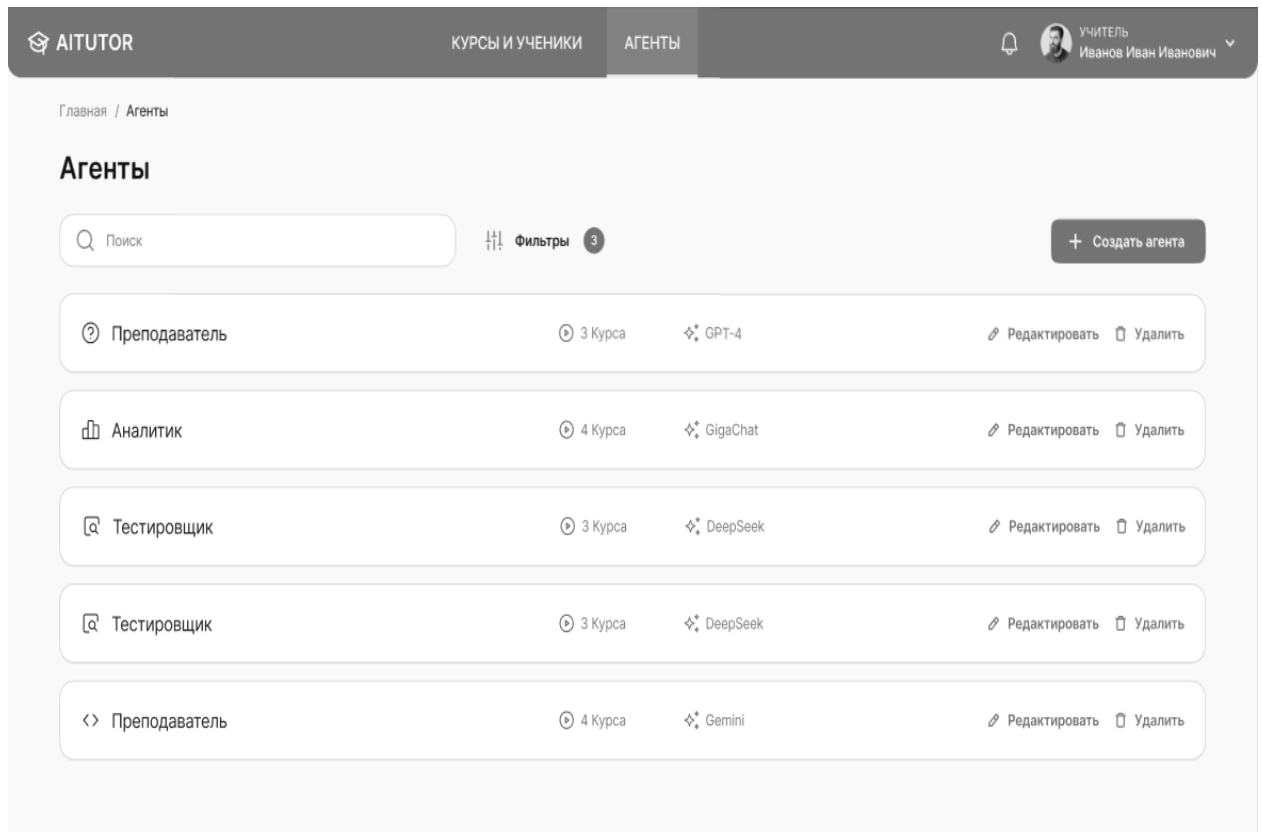 AITUTOR КУРСЫ И УЧЕНИКИ АГЕНТЫ УЧИТЕЛЬ
Иванов Иван Иванович
Главная / Агенты
Агенты
Поиск Фильтры 3 + Создать агента
Преподаватель 3 Курса GPT-4 Редактировать Удалить
Аналитик 4 Курса GigaChat Редактировать Удалить
Тестировщик 3 Курса DeepSeek Редактировать Удалить
Тестировщик 3 Курса DeepSeek Редактировать Удалить
Преподаватель 4 Курса Gemini Редактировать Удалить